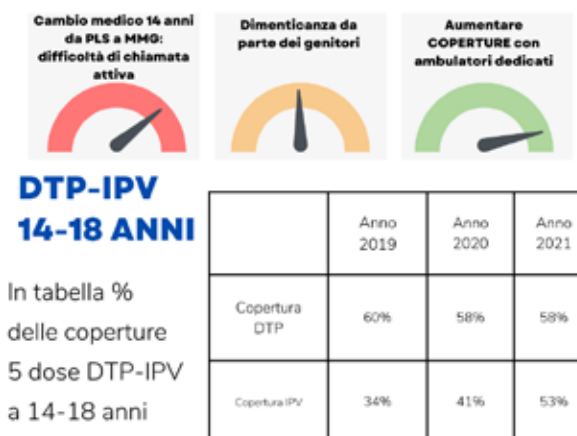 Cambio medico 14 anni
da PLS a MMG:
difficoltà di chiamata
attiva
Dimenticanza da
parte dei genitori
Aumentare
COPERTURE con
ambulatori dedicati
DTP-IPV
14-18 ANNI
In tabella %
delle coperture
5 dose DTP-IPV
a 14-18 anni
Anno
2019
Anno
2020
Anno
2021
Copertura
DTP
60%
58%
58%
Copertura IPV
34%
41%
53%